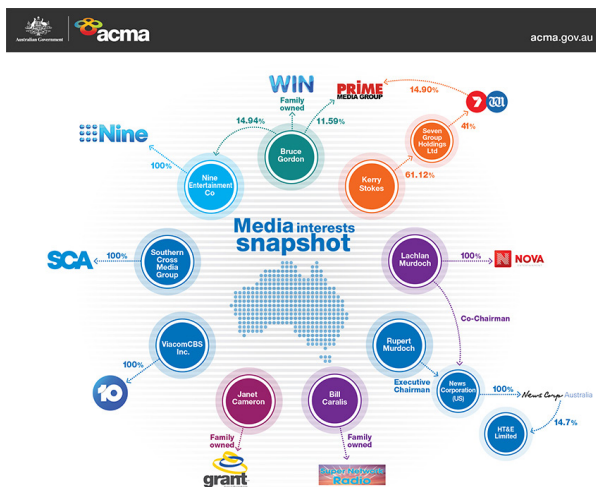 Australian Government
acma
acma.gov.au
WIN
Family
owned
PRIME
MEDIA GROUP
14.90%
7
14.94%
11.59%
Nine
Bruce
Gordon
Seven
Group
Holdings
Ltd
41%
100%
Nine
Entertainment
Co
Kerry
Stokes
61.12%
Media interests
snapshot
SCA
100%
Southern
Cross
Media
Group
Lachlan
Murdoch
100%
N NOVA
Co-Chairman
ViacomCBS
Inc.
Rupert
Murdoch
100%
10
Executive
Chairman
News
Corporation
(US)
100%
News Corp Australia
Janet
Cameron
Bill
Caralis
HT&E
Limited
14.7%
Family
owned
Family
owned
grant
Super Network
Radio